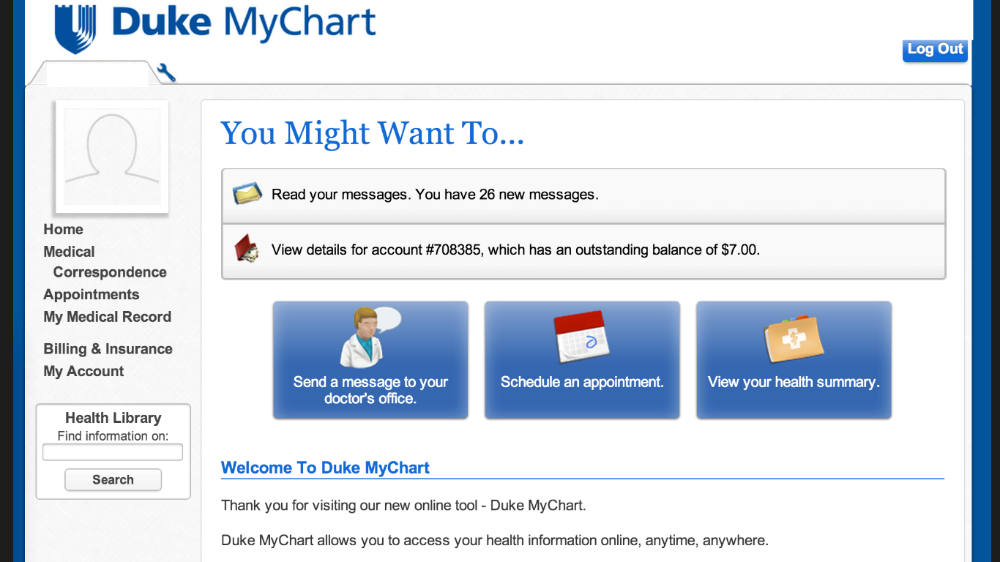 Duke MyChart
Log Out
Home
Medical
Correspondence
Appointments
My Medical Record
Billing & Insurance
My Account
Health Library
Find information on:
Search
You Might Want To...
Read your messages. You have 26 new messages.
View details for account #708385, which has an outstanding balance of $7.00.
Send a message to your
doctor's office.
Schedule an appointment.
View your health summary.
Welcome To Duke MyChart
Thank you for visiting our new online tool - Duke MyChart.
Duke MyChart allows you to access your health information online, anytime, anywhere.